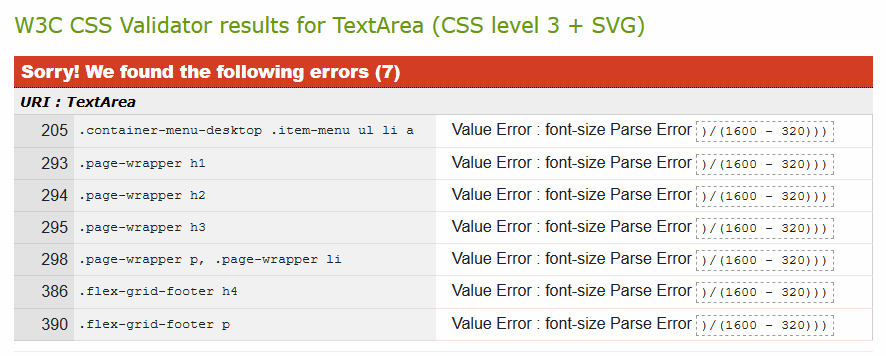 W3C CSS Validator results for TextArea (CSS level 3 + SVG)
Sorry! We found the following errors (7)
URI : TextArea
205 .container-menu-desktop .item-menu ul li a Value Error : font-size Parse Error )/(1600 - 320)))
293 .page-wrapper h1 Value Error : font-size Parse Error )/(1600 - 320)))
294 .page-wrapper h2 Value Error : font-size Parse Error )/(1600 - 320)))
295 .page-wrapper h3 Value Error : font-size Parse Error )/(1600 - 320)))
298 .page-wrapper p, .page-wrapper li Value Error : font-size Parse Error )/(1600 - 320)))
386 .flex-grid-footer h4 Value Error : font-size Parse Error )/(1600 - 320)))
390 .flex-grid-footer p Value Error : font-size Parse Error )/(1600 - 320)))